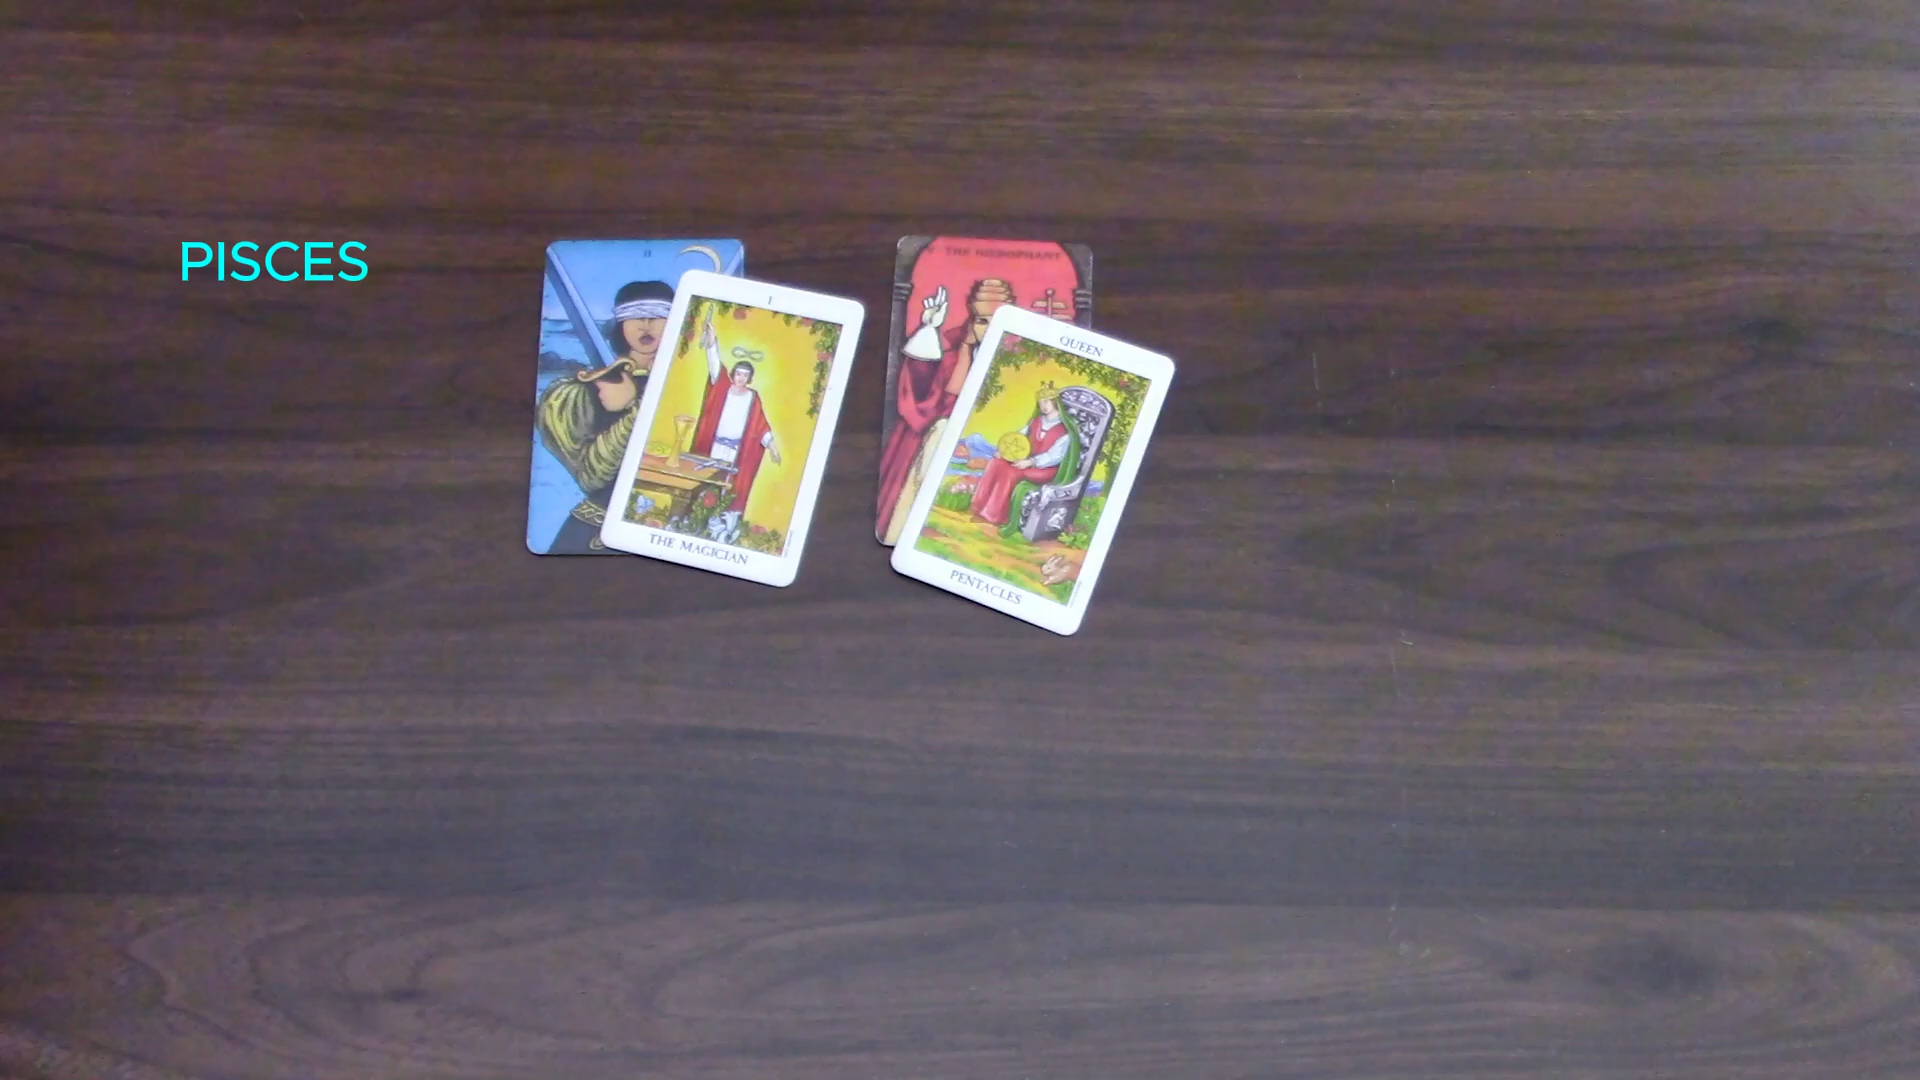 PISCES
II
I
THE MAGICIAN
V THE HIEROPHANT
QUEEN
PENTACLES